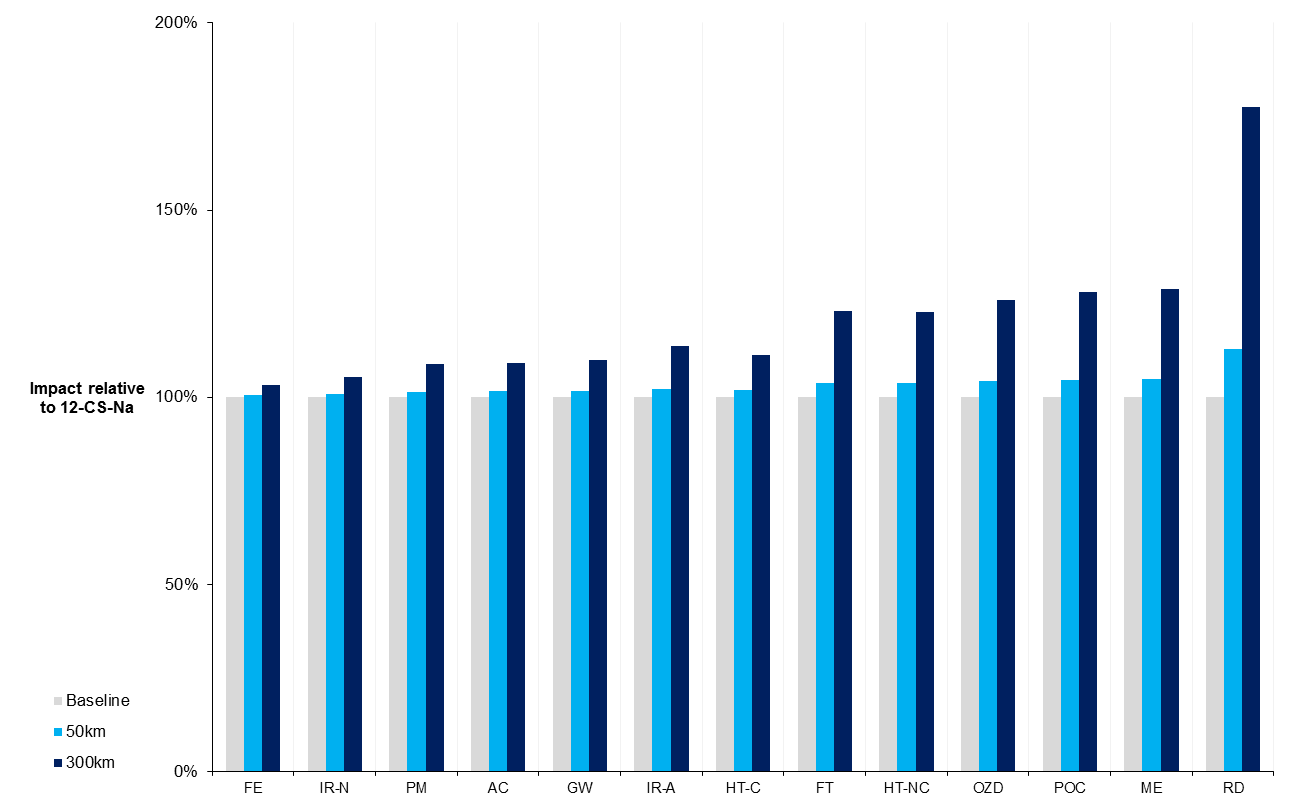 200%
150%
Impact relative
to 12-CS-Na
100%
50%
Baseline
50km
300km
0%
FE IR-N PM AC GW IR-A HT-C FT HT-NC OZD POC ME RD